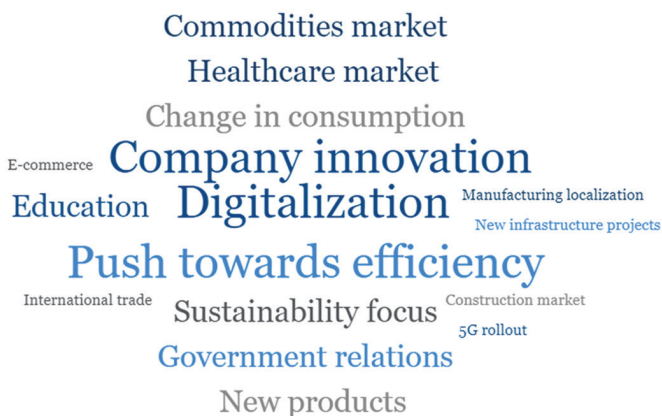 Commodities market
Healthcare market
Change in consumption
E-commerce
Company innovation
Education
Digitalization
Manufacturing localization
New infrastructure projects
Push towards efficiency
International trade
Sustainability focus
Construction market
5G rollout
Government relations
New products